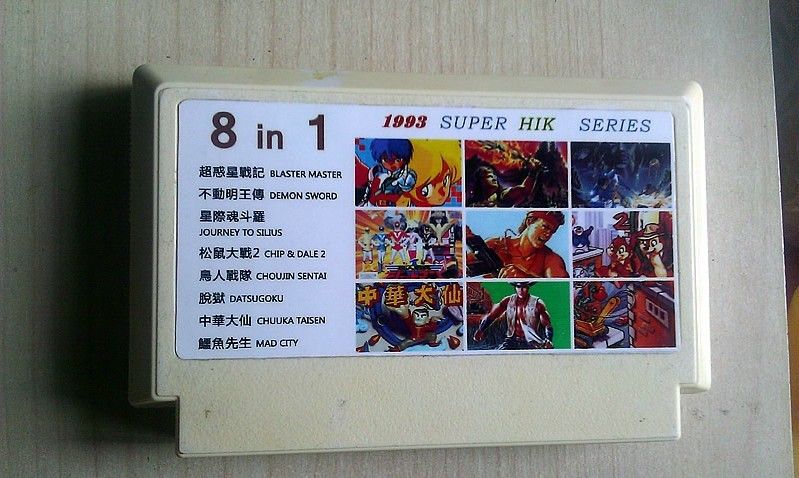 8 in 1
1993 SUPER HIK SERIES
超惑星戰記 BLASTER MASTER
不動明王傳 DEMON SWORD
星際魂斗羅
JOURNEY TO SILIUS
松鼠大戰2 CHIP & DALE 2
鳥人戰隊 CHOUJIN SENTAI
脫獄 DATSUGOKU
中華大仙 CHUUKA TAISEN
鱷魚先生 MAD CITY
2
中華大仙